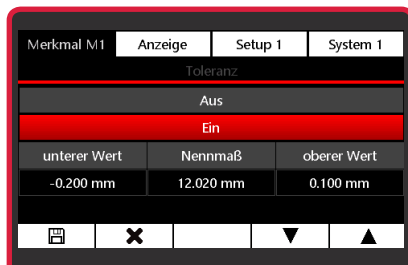 Merkmal M1 Anzeige Setup 1 System 1
Toleranz
Aus
Ein
unterer Wert Nennmaß oberer Wert
-0.200 mm 12.020 mm 0.100 mm